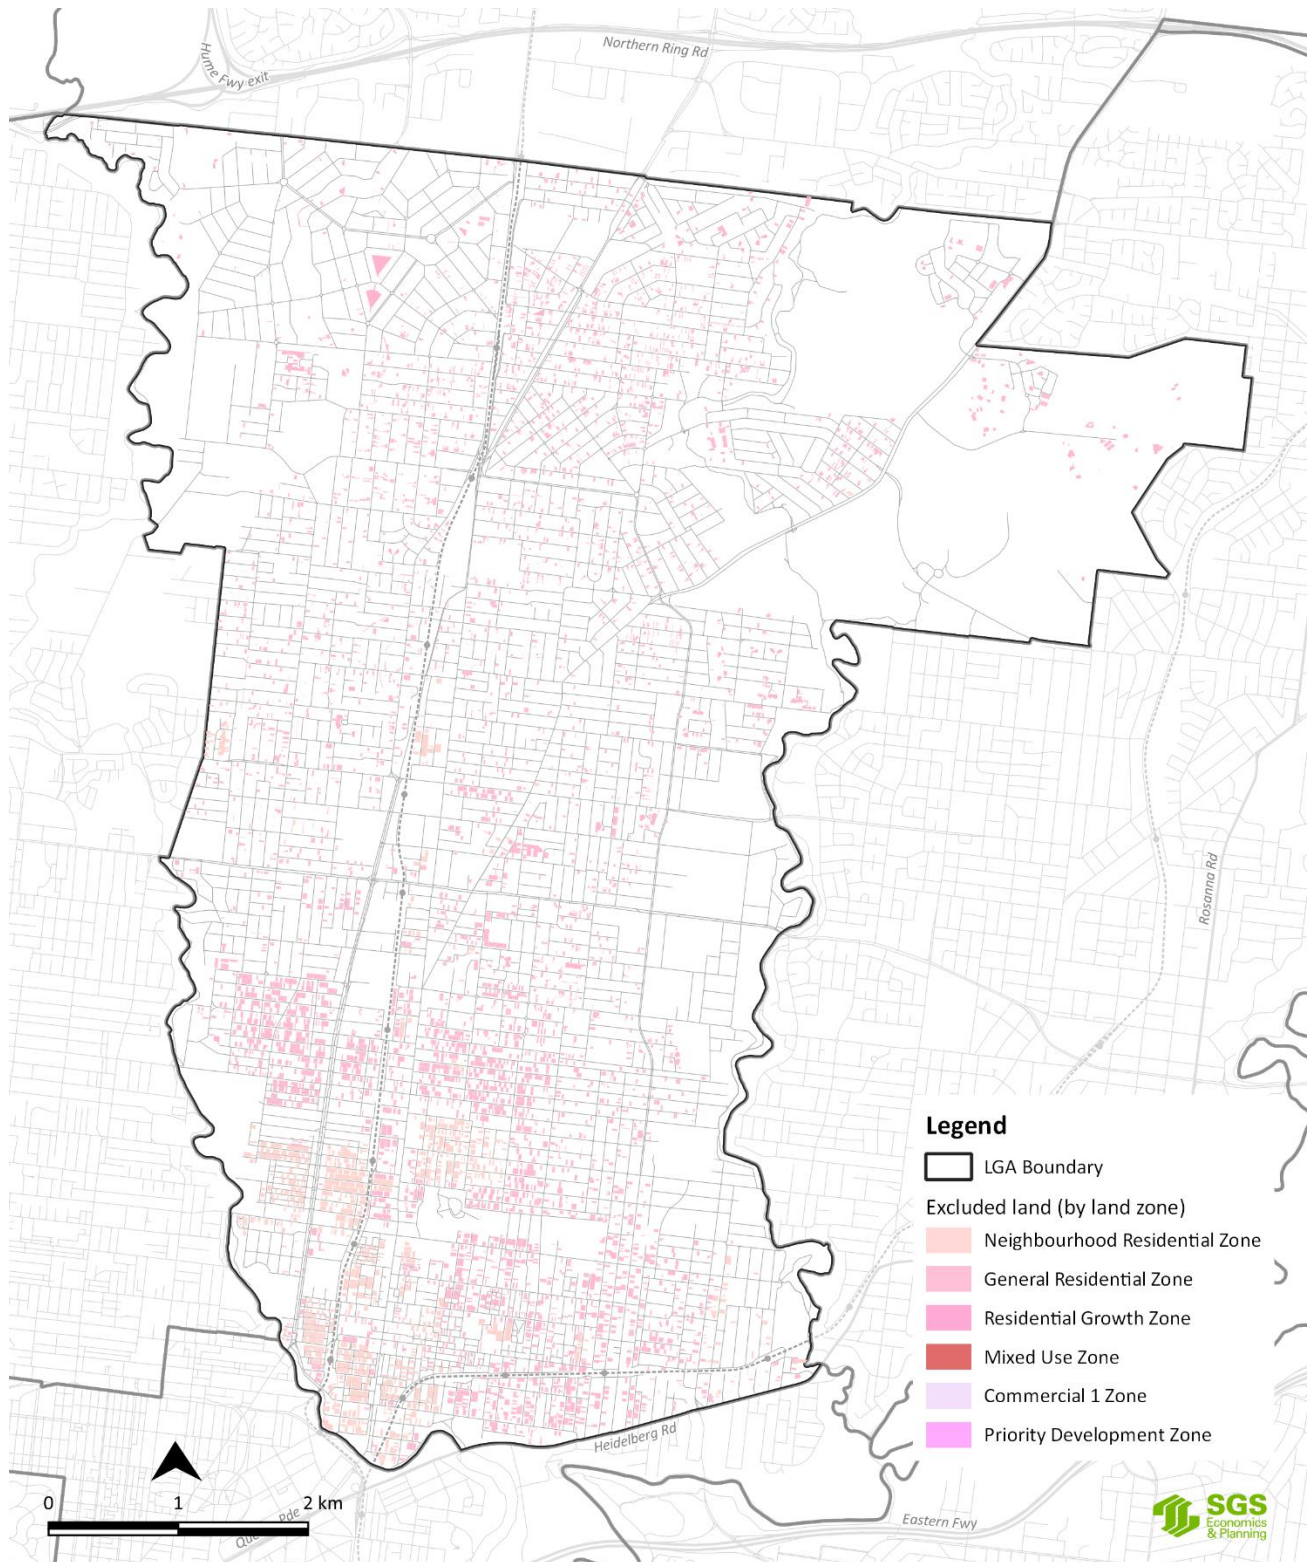 Northern Ring Rd
Hume Fwy exit
Rosanna Rd
Legend
LGA Boundary
Excluded land (by land zone)
Neighbourhood Residential Zone
General Residential Zone
Residential Growth Zone
Mixed Use Zone
Commercial 1 Zone
Priority Development Zone
Heidelberg Rd
0 1 2 km
Pde
Eastern Fwy
SGS
Economics
& Planning